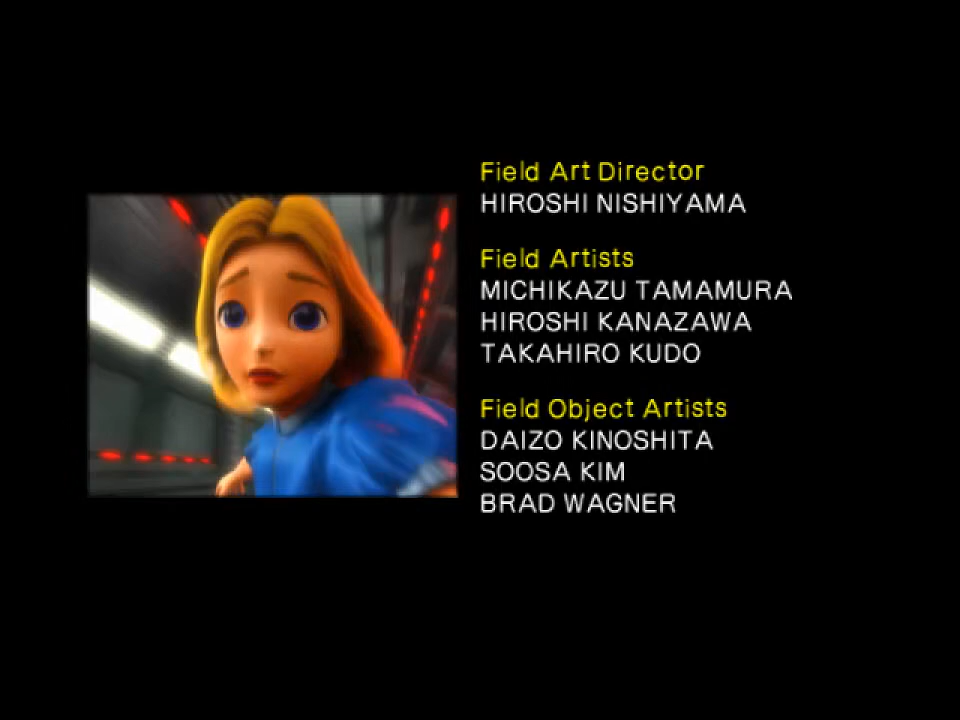 Field Art Director
HIROSHI NISHIYAMA
Field Artists
MICHIKAZU TAMAMURA
HIROSHI KANAZAWA
TAKAHIRO KUDO
Field Object Artists
DAIZO KINOSHITA
SOOSA KIM
BRAD WAGNER